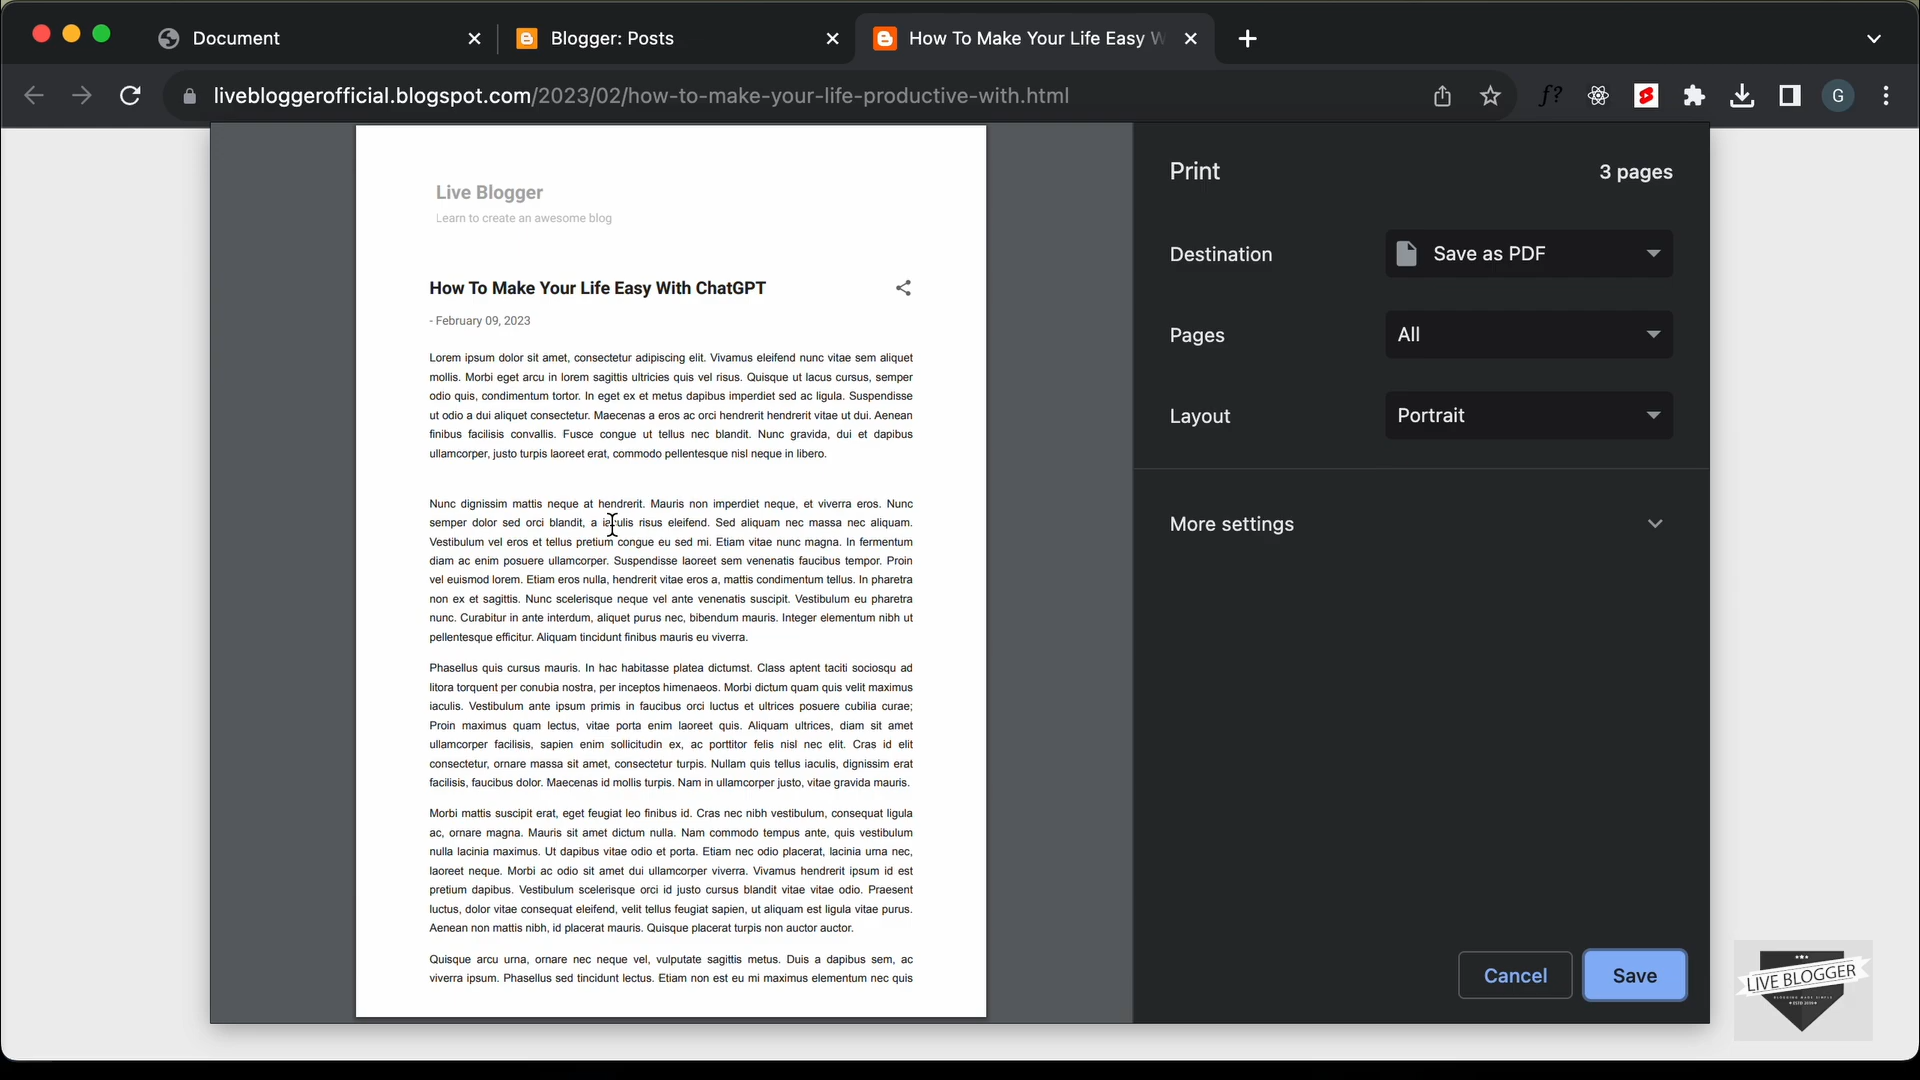 Document
Blogger: Posts
How To Make Your Life Easy W
livebloggerofficial.blogspot.com/2023/02/how-to-make-your-life-productive-with.html
f?
G
Live Blogger
Learn to create an awesome blog
How To Make Your Life Easy With ChatGPT
- February 09, 2023
Lorem ipsum dolor sit amet, consectetur adipiscing elit. Vivamus eleifend nunc vitae sem aliquet
mollis. Morbi eget arcu in lorem sagittis ultricies quis vel risus. Quisque ut lacus cursus, semper
odio quis, condimentum tortor. In eget ex et metus dapibus imperdiet sed ac ligula. Suspendisse
ut odio a dui aliquet consectetur. Maecenas a eros ac orci hendrerit hendrerit vitae ut dui. Aenean
finibus facilisis convallis. Fusce congue ut tellus nec blandit. Nunc gravida, dui et dapibus
ullamcorper, justo turpis laoreet erat, commodo pellentesque nisl neque in libero.
Nunc dignissim mattis neque at hendrerit. Mauris non imperdiet neque, et viverra eros. Nunc
semper dolor sed orci blandit, a iaculis risus eleifend. Sed aliquam nec massa nec aliquam.
Vestibulum vel eros et tellus pretium congue eu sed mi. Etiam vitae nunc magna. In fermentum
diam ac enim posuere ullamcorper. Suspendisse laoreet sem venenatis faucibus tempor. Proin
vel euismod lorem. Etiam eros nulla, hendrerit vitae eros a, mattis condimentum tellus. In pharetra
non ex et sagittis. Nunc scelerisque neque vel ante venenatis suscipit. Vestibulum eu pharetra
nunc. Curabitur in ante interdum, aliquet purus nec, bibendum mauris. Integer elementum nibh ut
pellentesque efficitur. Aliquam tincidunt finibus mauris eu viverra.
Phasellus quis cursus mauris. In hac habitasse platea dictumst. Class aptent taciti sociosqu ad
litora torquent per conubia nostra, per inceptos himenaeos. Morbi dictum quam quis velit maximus
iaculis. Vestibulum ante ipsum primis in faucibus orci luctus et ultrices posuere cubilia curae;
Proin maximus quam lectus, vitae porta enim laoreet quis. Aliquam ultrices, diam sit amet
ullamcorper facilisis, sapien enim sollicitudin ex, ac porttitor felis nisl nec elit. Cras id elit
consectetur, ornare massa sit amet, consectetur turpis. Nullam quis tellus iaculis, dignissim erat
facilisis, faucibus dolor. Maecenas id mollis turpis. Nam in ullamcorper justo, vitae gravida mauris.
Morbi mattis suscipit erat, eget feugiat leo finibus id. Cras nec nibh vestibulum, consequat ligula
ac, ornare magna. Mauris sit amet dictum nulla. Nam commodo tempus ante, quis vestibulum
nulla lacinia maximus. Ut dapibus vitae odio et porta. Etiam nec odio placerat, lacinia urna nec,
laoreet neque. Morbi ac odio sit amet dui ullamcorper viverra. Vivamus hendrerit ipsum id est
pretium dapibus. Vestibulum scelerisque orci id justo cursus blandit vitae vitae odio. Praesent
luctus, dolor vitae consequat eleifend, velit tellus feugiat sapien, ut aliquam est ligula vitae purus.
Aenean non mattis nibh, id placerat mauris. Quisque placerat turpis non auctor auctor.
Quisque arcu urna, ornare nec neque vel, vulputate sagittis metus. Duis a dapibus sem, ac
viverra ipsum. Phasellus sed tincidunt lectus. Etiam non est eu mi maximus elementum nec quis
Print
3 pages
Destination
Save as PDF
Pages
All
Layout
Portrait
More settings
Cancel
Save
LIVE BLOGGER